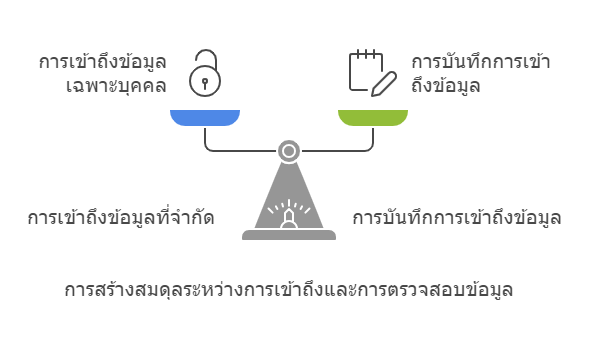 การเข้าถึงข้อมูล
เฉพาะบุคคล
การบันทึกการเข้า
ถึงข้อมูล
การเข้าถึงข้อมูลที่จำกัด
การบันทึกการเข้าถึงข้อมูล
การสร้างสมดุลระหว่างการเข้าถึงและการตรวจสอบข้อมูล